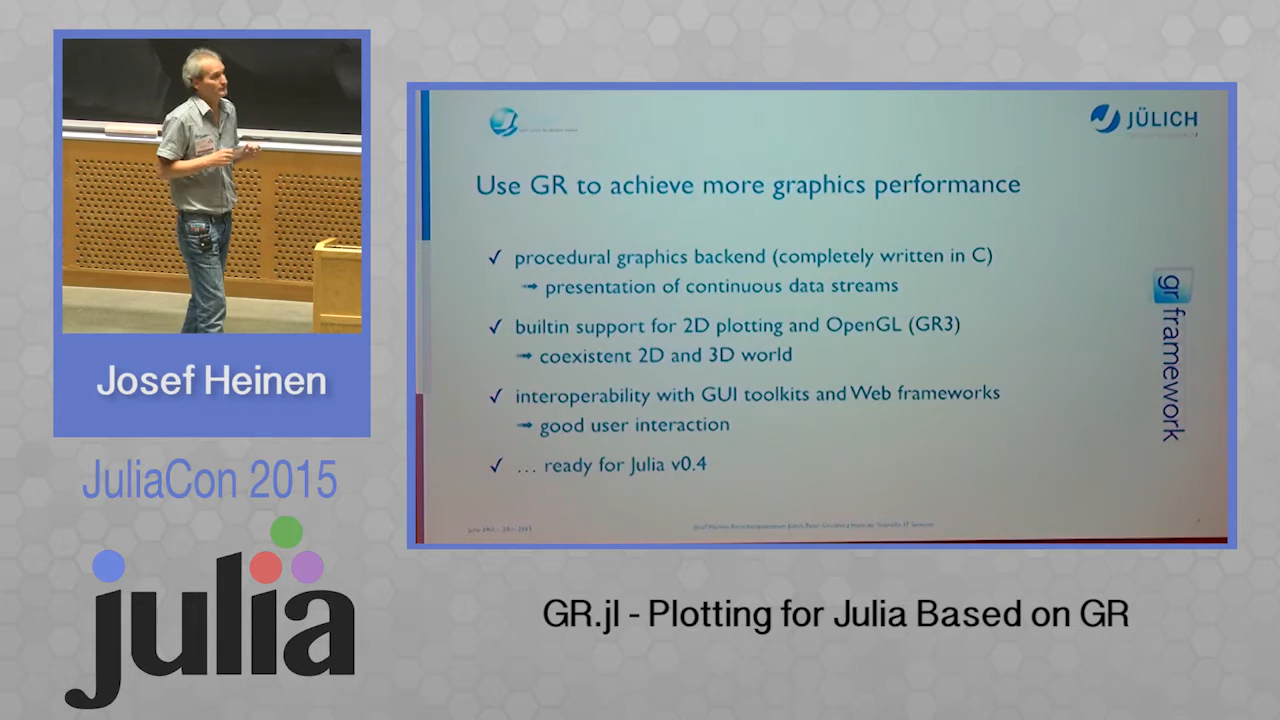 Josef Heinen
JuliaCon 2015
julia
JÜLICH
Use GR to achieve more graphics performance
✓ procedural graphics backend (completely written in C)
➟ presentation of continuous data streams
✓ builtin support for 2D plotting and OpenGL (GR3)
➟ coexistent 2D and 3D world
✓ interoperability with GUI toolkits and Web frameworks
➟ good user interaction
✓ … ready for Julia v0.4
gr framework
7
GR.jl - Plotting for Julia Based on GR